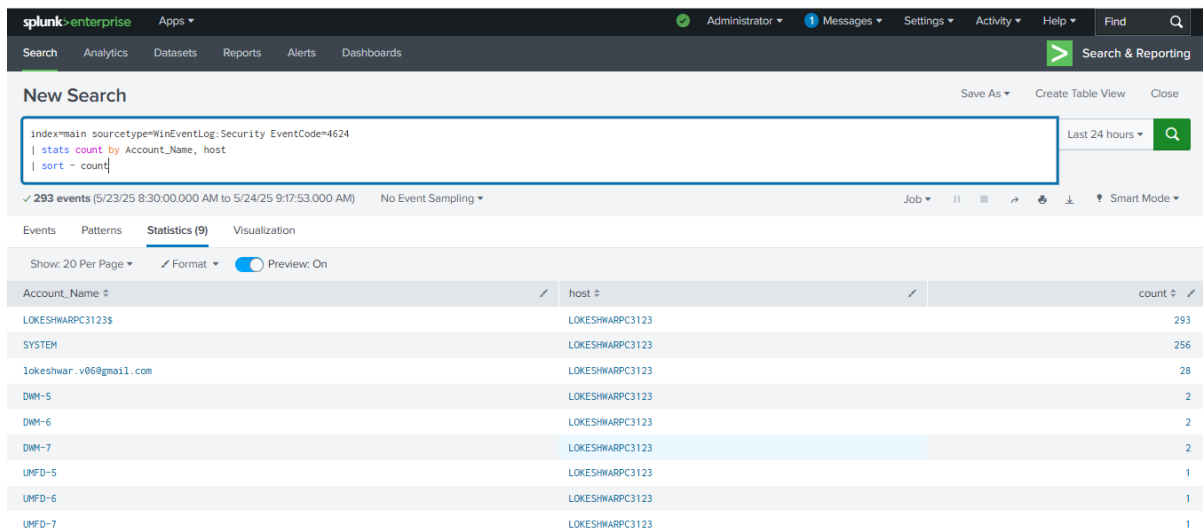 splunk>enterprise Apps ▾ Administrator ▾ 1 Messages ▾ Settings ▾ Activity ▾ Help ▾ Find
Search Analytics Datasets Reports Alerts Dashboards Search & Reporting
New Search Save As ▾ Create Table View Close
index=main sourcetype=WinEventLog:Security EventCode=4624
| stats count by Account_Name, host
| sort - count
Last 24 hours ▾
✓ 293 events (5/23/25 8:30:00.000 AM to 5/24/25 9:17:53.000 AM) No Event Sampling ▾ Job ▾ Smart Mode ▾
Events Patterns Statistics (9) Visualization
Show: 20 Per Page ▾ Format ▾ Preview: On
Account_Name host count
LOKESHWARPC3123$ LOKESHWARPC3123 293
SYSTEM LOKESHWARPC3123 256
lokeshwar.v06@gmail.com LOKESHWARPC3123 28
DWM-5 LOKESHWARPC3123 2
DWM-6 LOKESHWARPC3123 2
DWM-7 LOKESHWARPC3123 2
UMFD-5 LOKESHWARPC3123 1
UMFD-6 LOKESHWARPC3123 1
UMFD-7 LOKESHWARPC3123 1